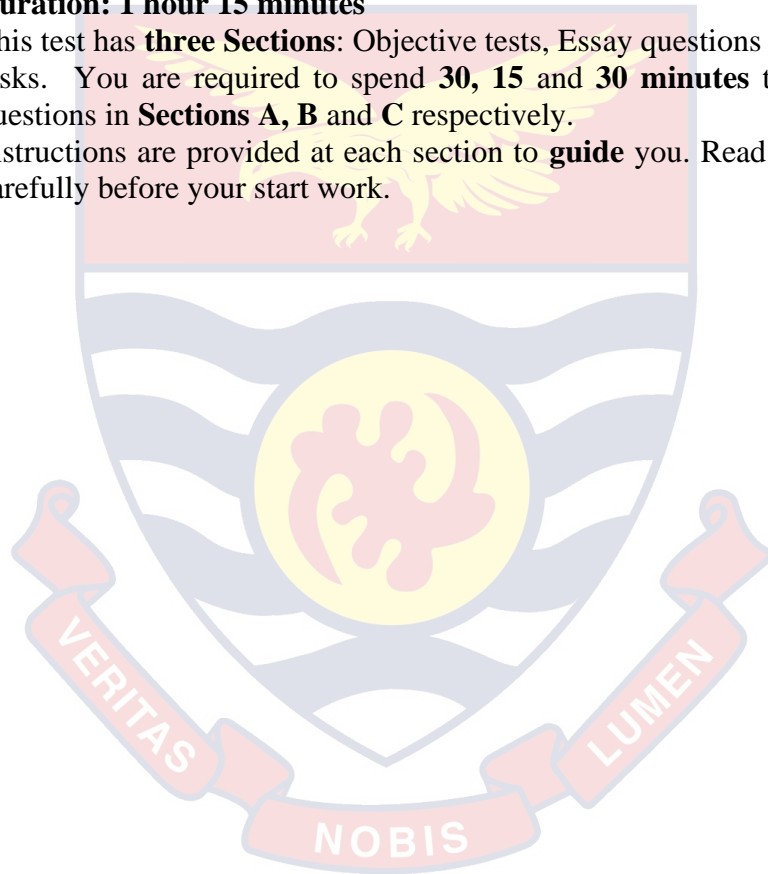 uration: 1 hour 15 minutes
his test has three Sections: Objective tests, Essay questions
sks. You are required to spend 30, 15 and 30 minutes t
uestions in Sections A, B and C respectively.
nstructions are provided at each section to guide you. Read
arefully before your start work.
VERITAS
NOBIS
LUMEN